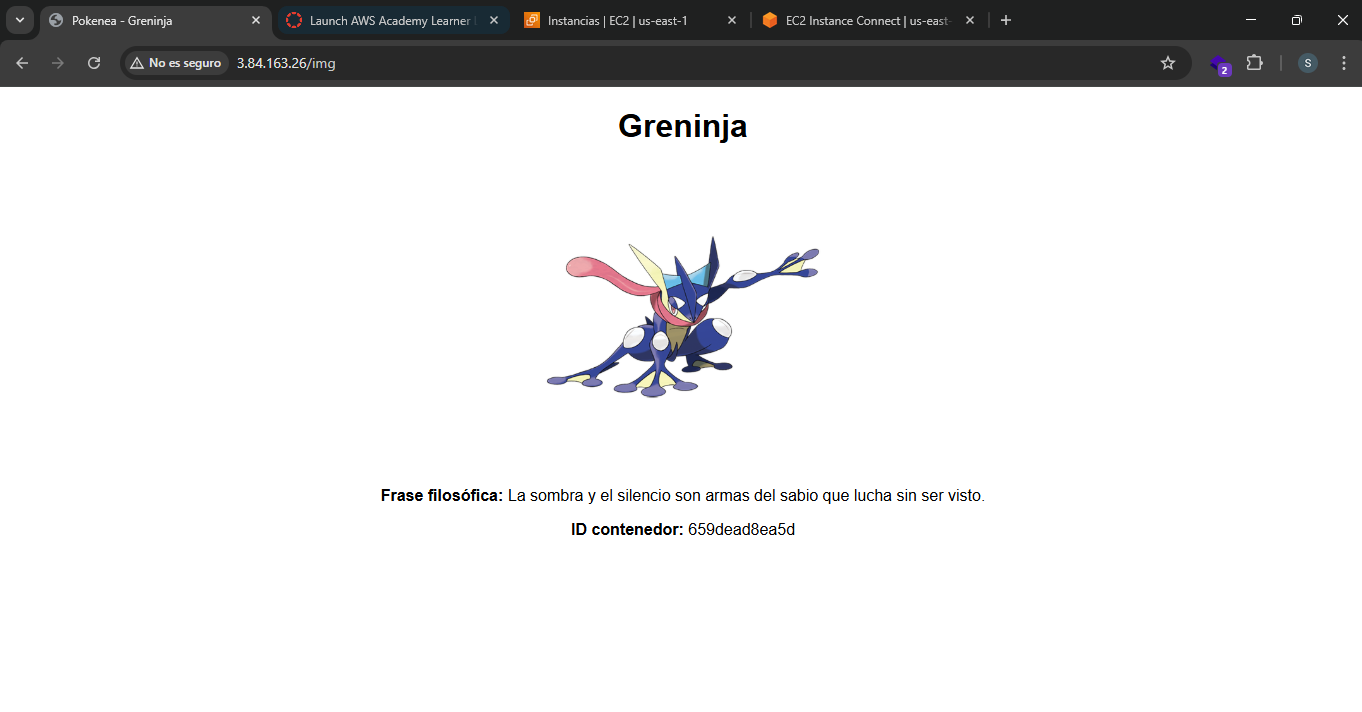 Pokenea - Greninja
Launch AWS Academy Learner
Instancias | EC2 | us-east-1
EC2 Instance Connect | us-east-
No es seguro
3.84.163.26/img
2
S
Greninja
Frase filosófica: La sombra y el silencio son armas del sabio que lucha sin ser visto.
ID contenedor: 659dead8ea5d